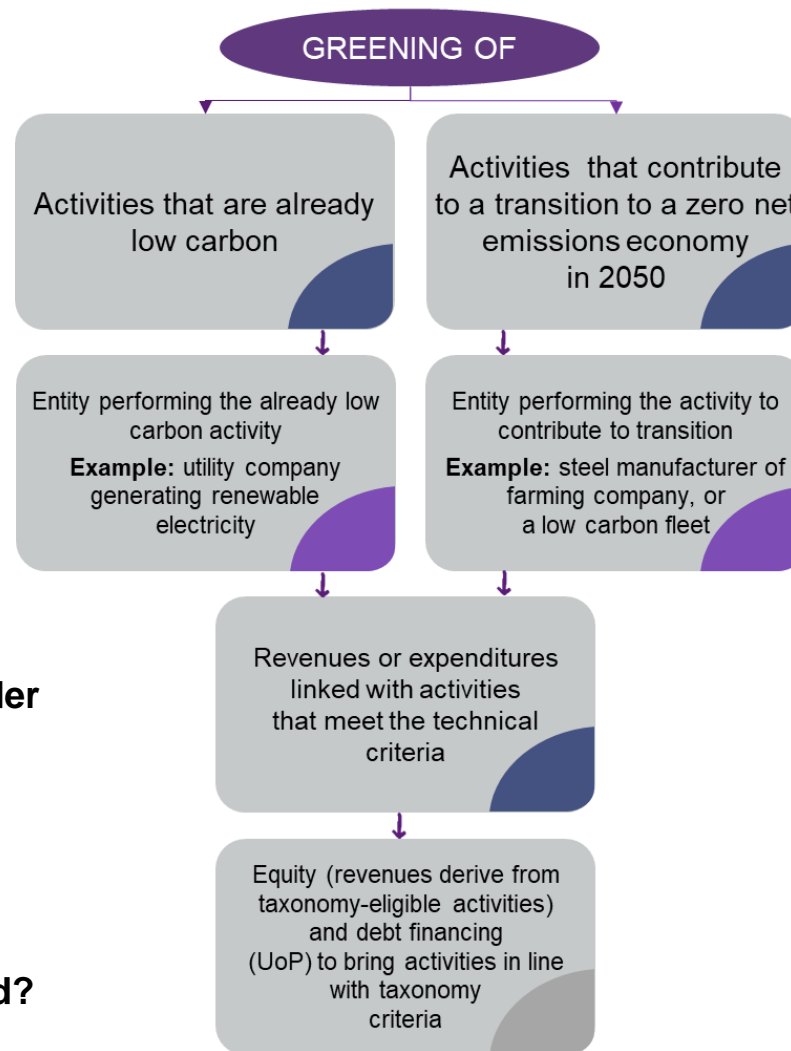 GREENING OF
Activities that are already
low carbon
Activities that contribute
to a transition to a zero net
emissions economy
in 2050
Entity performing the already low
carbon activity
Example: utility company
generating renewable
electricity
Entity performing the activity to
contribute to transition
Example: steel manufacturer of
farming company, or
a low carbon fleet
Revenues or expenditures
linked with activities
that meet the technical
criteria
Equity (revenues derive from
taxonomy-eligible activities)
and debt financing
(UoP) to bring activities in line
with taxonomy
criteria